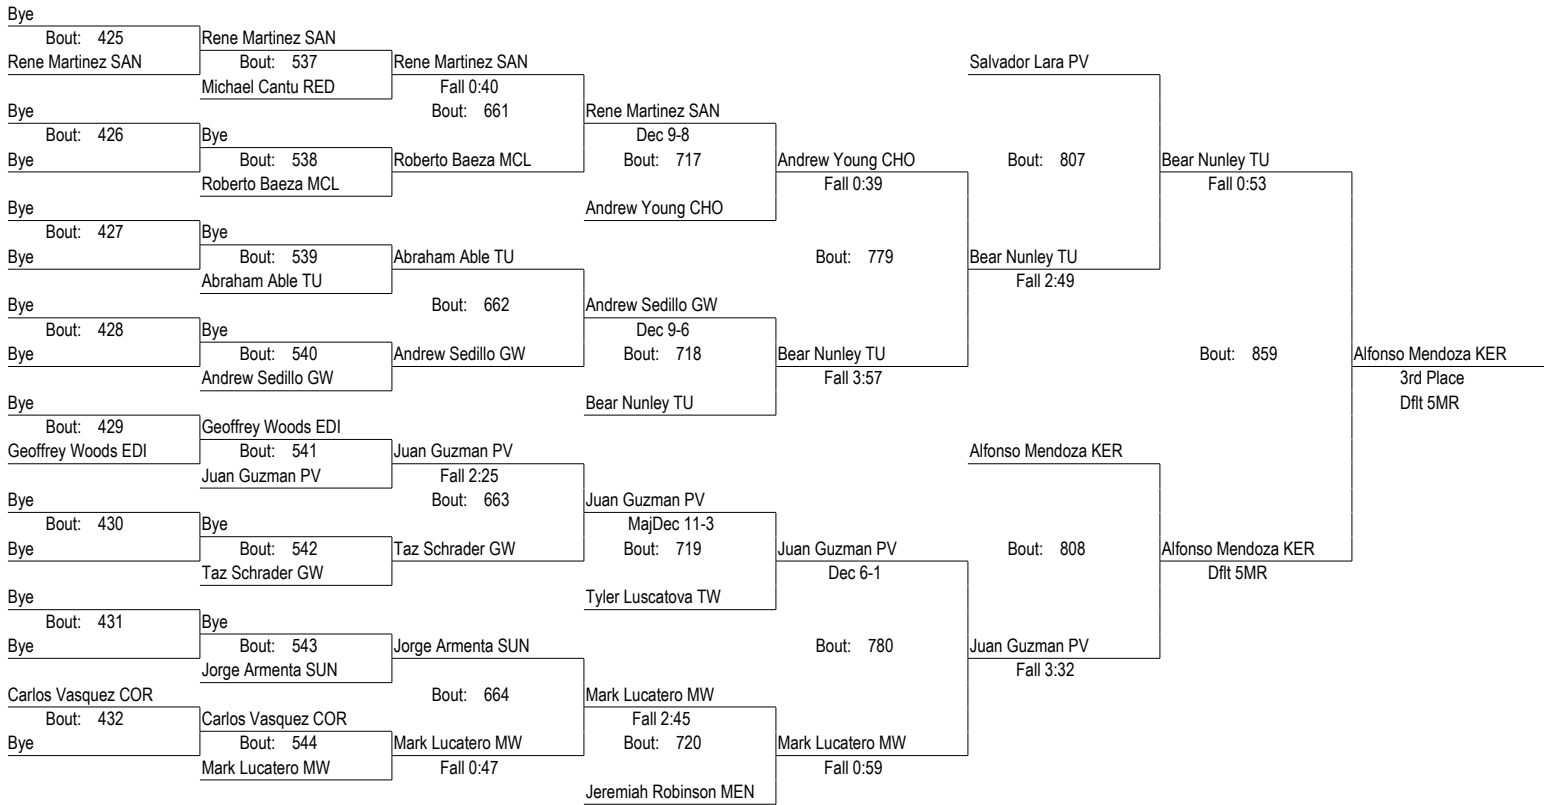 Bye
Bout: 425
Rene Martinez SAN
Rene Martinez SAN
Bout: 537
Michael Cantu RED
Rene Martinez SAN
Fall 0:40
Bout: 661
Bye
Bout: 426
Bye
Bye
Bout: 538
Roberto Baeza MCL
Roberto Baeza MCL
Rene Martinez SAN
Dec 9-8
Bout: 717
Andrew Young CHO
Bye
Bout: 427
Bye
Bye
Bout: 539
Abraham Able TU
Abraham Able TU
Bout: 662
Bye
Bout: 428
Bye
Bye
Bout: 540
Andrew Sedillo GW
Andrew Sedillo GW
Andrew Sedillo GW
Dec 9-6
Bout: 718
Bear Nunley TU
Andrew Young CHO
Fall 0:39
Bout: 779
Bear Nunley TU
Fall 3:57
Salvador Lara PV
Bout: 807
Bear Nunley TU
Fall 2:49
Bear Nunley TU
Fall 0:53
Bye
Bout: 429
Geoffrey Woods EDI
Geoffrey Woods EDI
Bout: 541
Juan Guzman PV
Juan Guzman PV
Fall 2:25
Bout: 663
Bye
Bout: 430
Bye
Bye
Bout: 542
Taz Schrader GW
Taz Schrader GW
Juan Guzman PV
MajDec 11-3
Bout: 719
Tyler Luscatova TW
Bye
Bout: 431
Bye
Bye
Bout: 543
Jorge Armenta SUN
Jorge Armenta SUN
Bout: 664
Carlos Vasquez COR
Bout: 432
Bye
Carlos Vasquez COR
Bout: 544
Mark Lucatero MW
Mark Lucatero MW
Fall 0:47
Mark Lucatero MW
Fall 2:45
Bout: 720
Jeremiah Robinson MEN
Juan Guzman PV
Dec 6-1
Bout: 780
Mark Lucatero MW
Fall 0:59
Alfonso Mendoza KER
Bout: 808
Juan Guzman PV
Fall 3:32
Alfonso Mendoza KER
Dflt 5MR
Bout: 859
Alfonso Mendoza KER
3rd Place
Dflt 5MR